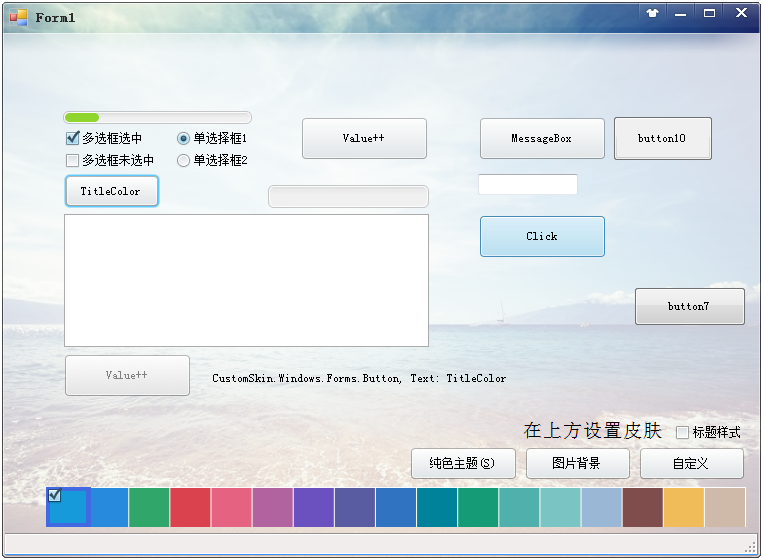 Form1
多选框选中
单选择框1
Value++
MessageBox
button10
多选框未选中
单选择框2
TitleColor
Click
button7
Value++
CustomSkin.Windows.Forms.Button, Text: TitleColor
在上方设置皮肤
标题样式
纯色主题(S)
图片背景
自定义